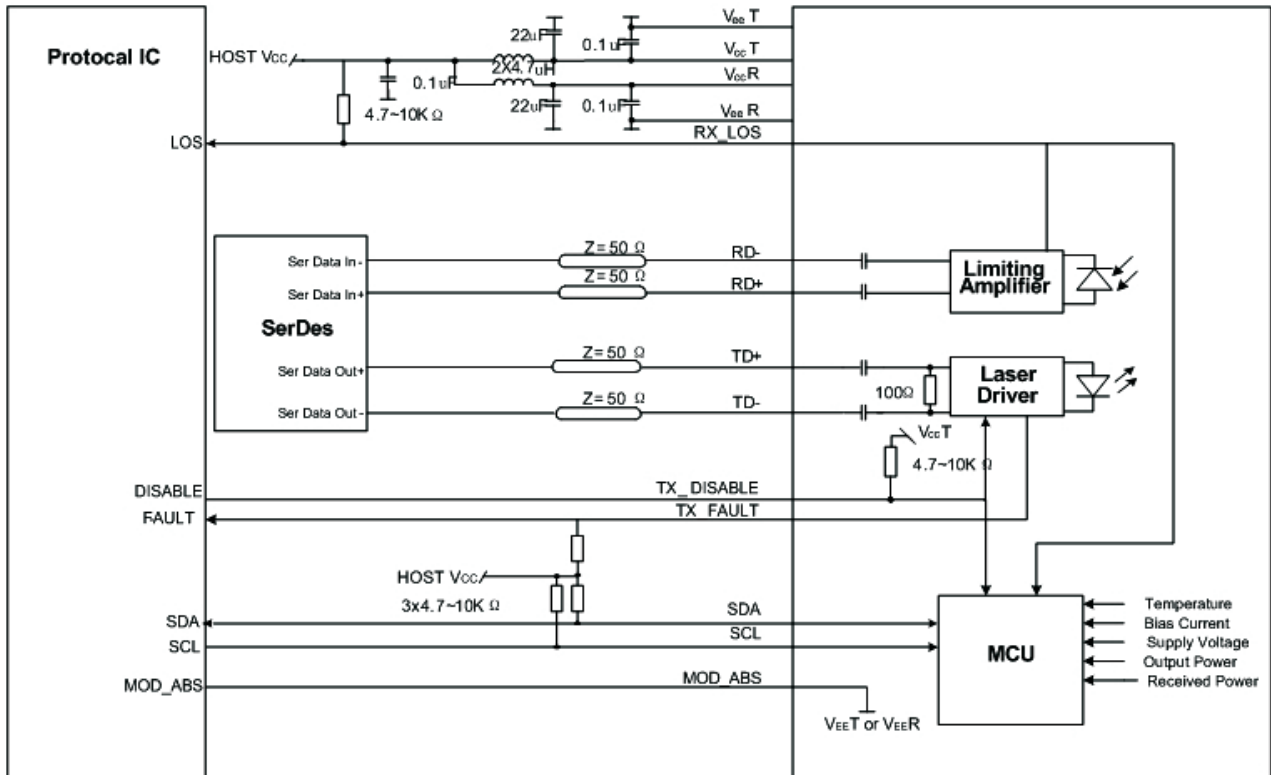 Protocal IC
HOST Vcc
22uF
0.1uF
VeeT
VccT
2X4.7uH
VccR
0.1uF
4.7~10K Ω
22uF
0.1uF
VeeR
LOS
RX_LOS
Ser Data In-
Z=50 Ω
RD-
Limiting
Amplifier
Ser Data In+
Z=50 Ω
RD+
SerDes
Ser Data Out+
Z=50 Ω
TD+
Laser
Driver
100Ω
Ser Data Out-
Z=50 Ω
TD-
VccT
4.7~10K Ω
DISABLE
TX_DISABLE
FAULT
TX_FAULT
HOST Vcc
3x4.7~10K Ω
SDA
SDA
SCL
SCL
MCU
Temperature
Bias Current
Supply Voltage
Output Power
Received Power
MOD_ABS
MOD_ABS
VEET or VEER